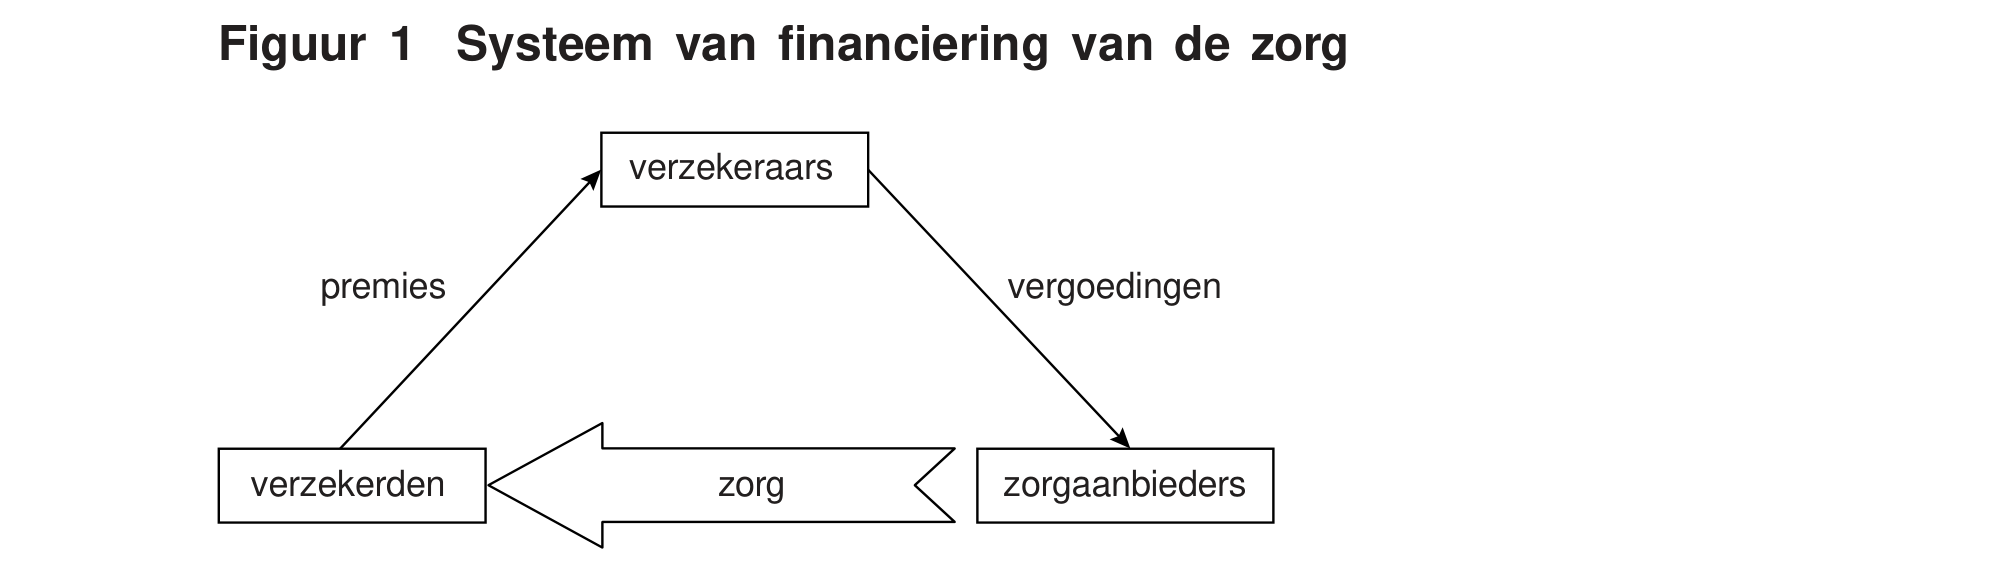 Figuur 1 Systeem van financiering van de zorg
verzekeraars
premies
vergoedingen
verzekerden
zorg
zorgaanbieders